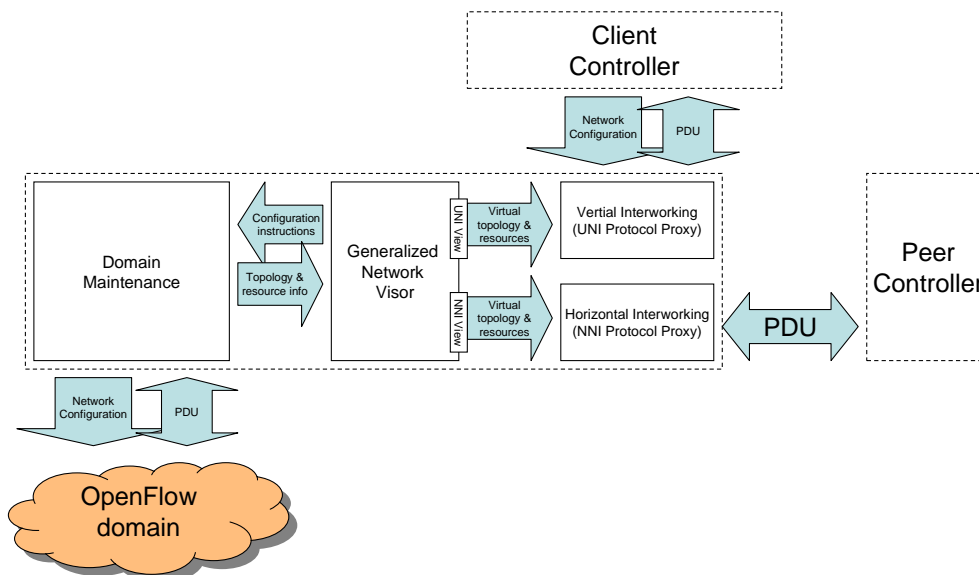 Client
Controller
Network
Configuration
PDU
Domain
Maintenance
Configuration
instructions
Topology &
resource info
Generalized
Network
Visor
UNI View
NNI View
Virtual
topology &
resources
Virtual
topology &
resources
Vertial Interworking
(UNI Protocol Proxy)
Horizontal Interworking
(NNI Protocol Proxy)
PDU
Peer
Controller
Network
Configuration
PDU
OpenFlow
domain